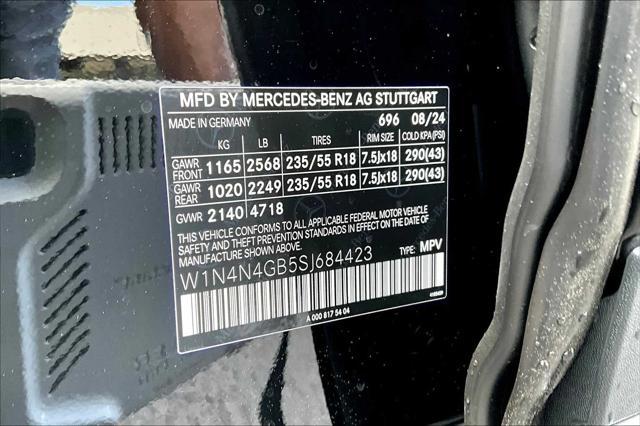 MFD BY MERCEDES-BENZ AG STUTTGART
MADE IN GERMANY 696 08/24
KG LB TIRES RIM SIZE COLD KPA (PSI)
GAWR FRONT 1165 2568 235/55 R18 7.5Jx18 290(43)
GAWR REAR 1020 2249 235/55 R18 7.5Jx18 290(43)
GVWR 2140 4718
THIS VEHICLE CONFORMS TO ALL APPLICABLE FEDERAL MOTOR VEHICLE
SAFETY AND THEFT PREVENTION STANDARDS IN EFFECT ON THE DATE OF
MANUFACTURE SHOWN ABOVE.
W1N4N4GB5SJ684423 TYPE: MPV
A 000 817 54 04